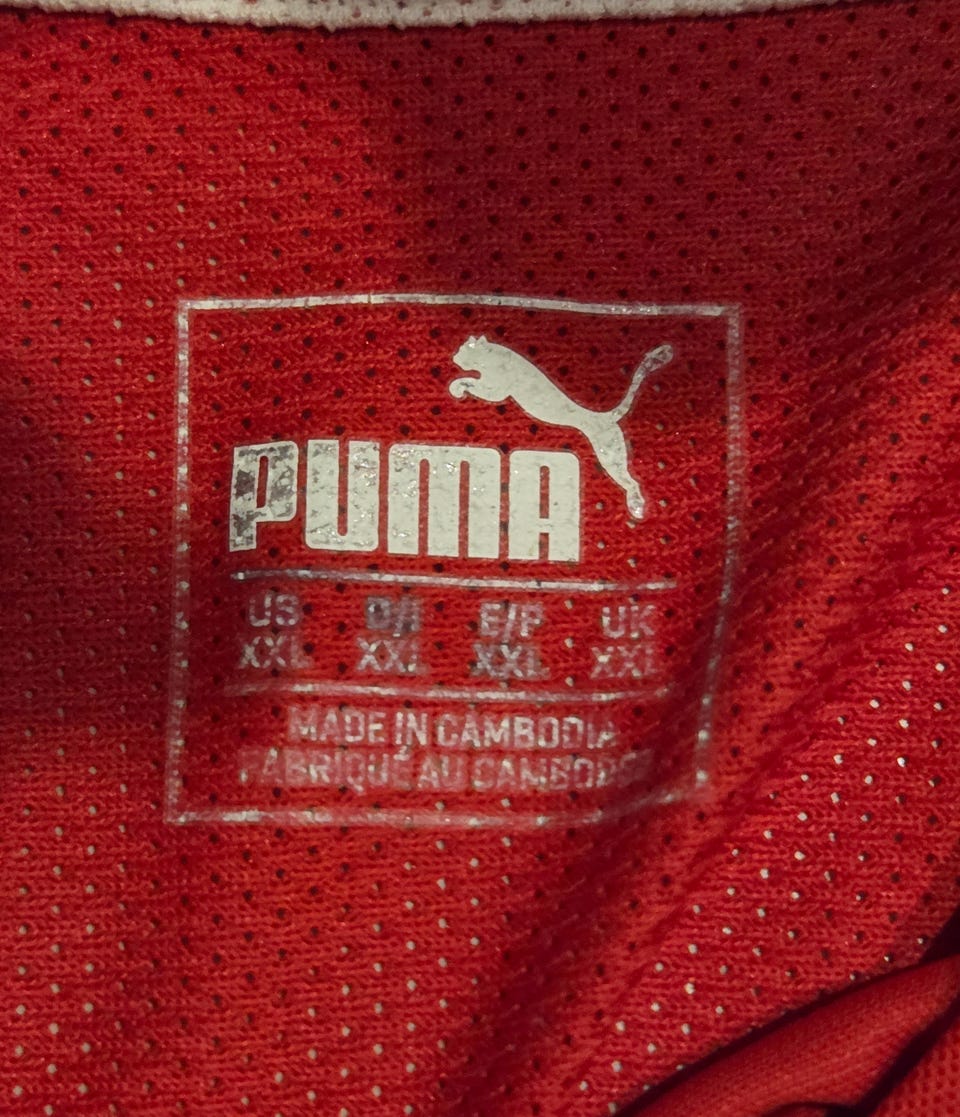 PUMA
US D/I E/P UK
XXL XXL XXL XXL
MADE IN CAMBODIA
FABRIQUÉ AU CAMBODGE